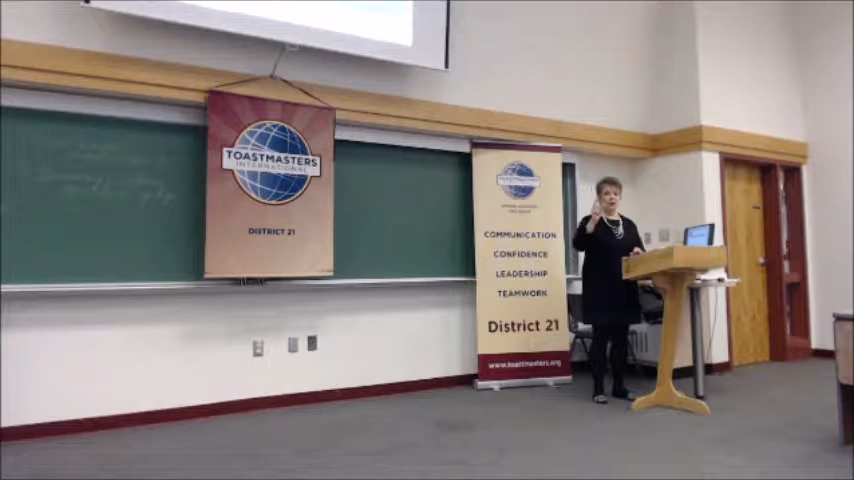 TOASTMASTERS
INTERNATIONAL
DISTRICT 21
TOASTMASTERS
COMMUNICATION
CONFIDENCE
LEADERSHIP
TEAMWORK
District 21
www.toastmasters.org